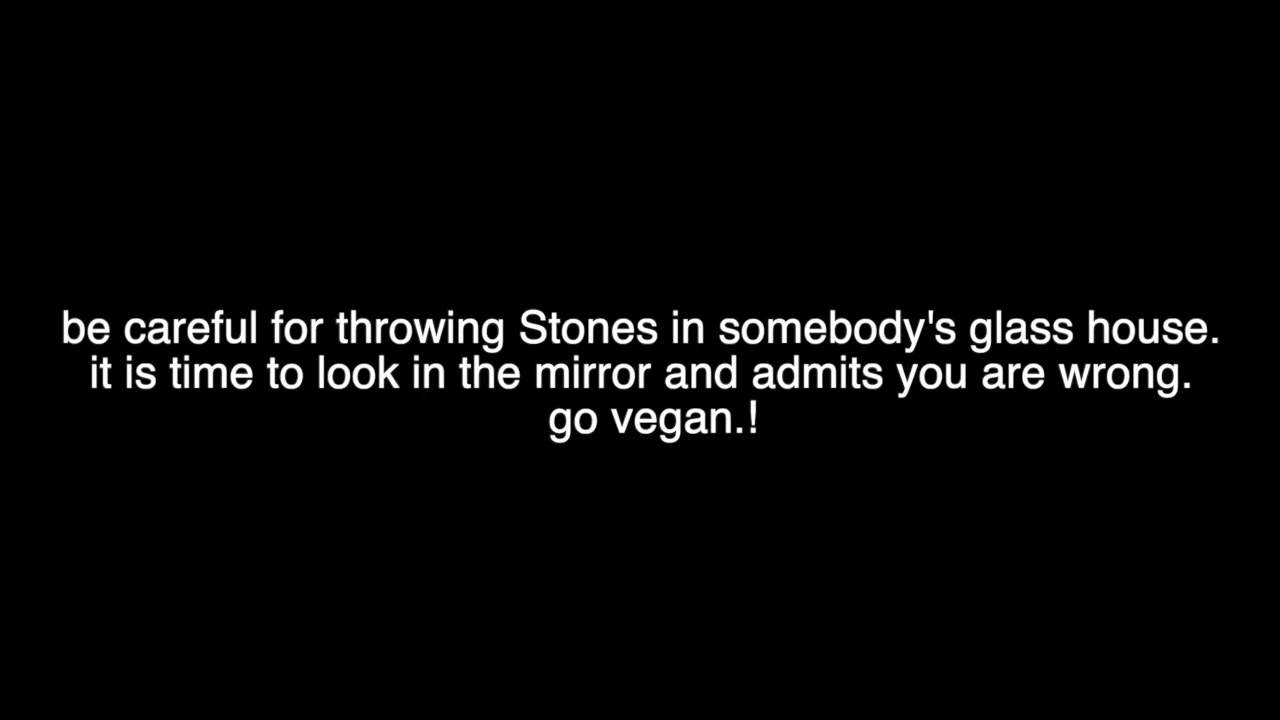 be careful for throwing Stones in somebody's glass house.
it is time to look in the mirror and admits you are wrong.
go vegan.!